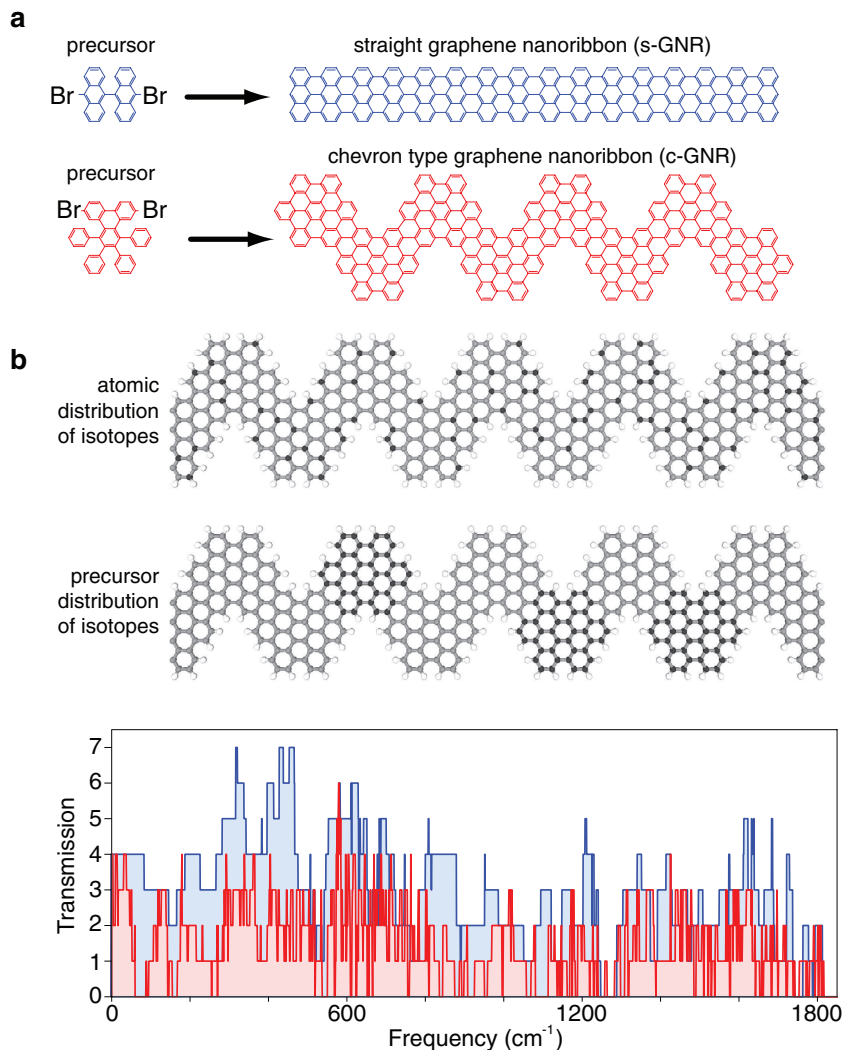 a
precursor
straight graphene nanoribbon (s-GNR)
Br Br
chevron type graphene nanoribbon (c-GNR)
precursor
Br Br
b
atomic
distribution
of isotopes
precursor
distribution
of isotopes
7
6
5
4
3
2
1
0
Transmission
0 600 1200 1800
Frequency (cm⁻¹)